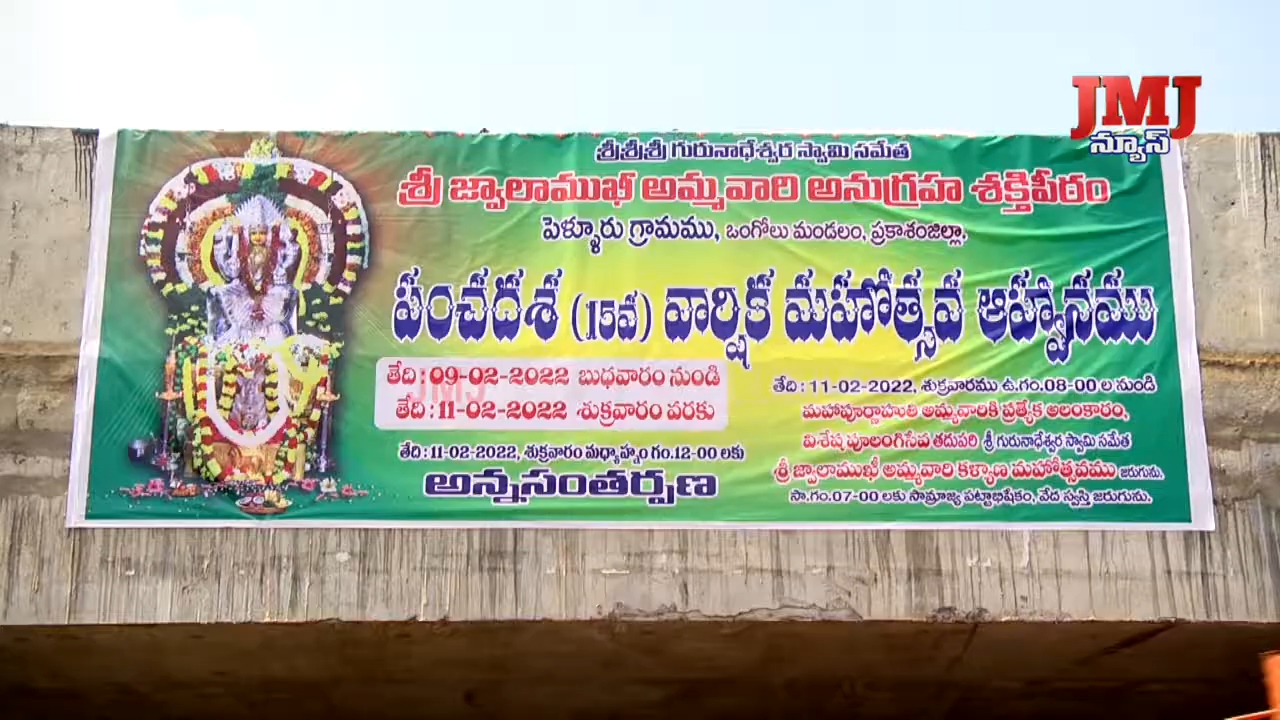 JMJ
న్యూస్
శ్రీశ్రీశ్రీ గురునాధేశ్వర స్వామి సమేత
శ్రీ జ్వాలాముఖీ అమ్మవారి అనుగ్రహ శక్తిపీఠం
పెళ్ళూరు గ్రామము, ఒంగోలు మండలం, ప్రకాశంజిల్లా.
పంచదశ (15వ) వార్షిక మహోత్సవ ఆహ్వానము
తేది : 09-02-2022 బుధవారం నుండి
తేది : 11-02-2022 శుక్రవారం వరకు
JMJ
తేది : 11-02-2022, శుక్రవారం మధ్యాహ్నం గం.12-00 లకు
అన్నసంతర్పణ
తేది : 11-02-2022, శుక్రవారము ఉ.గం.08-00 ల నుండి
మహాపూర్ణాహుతి అమ్మవారికి ప్రత్యేక అలంకారం,
విశేష పూలంగిసేవ తదుపరి శ్రీ గురునాధేశ్వర స్వామి సమేత
శ్రీ జ్వాలాముఖీ అమ్మవారి కళ్యాణ మహోత్సవము జరుగును.
సా.గం.07-00 లకు సామ్రాజ్య పట్టాభిషేకం, వేద స్వస్తి జరుగును.